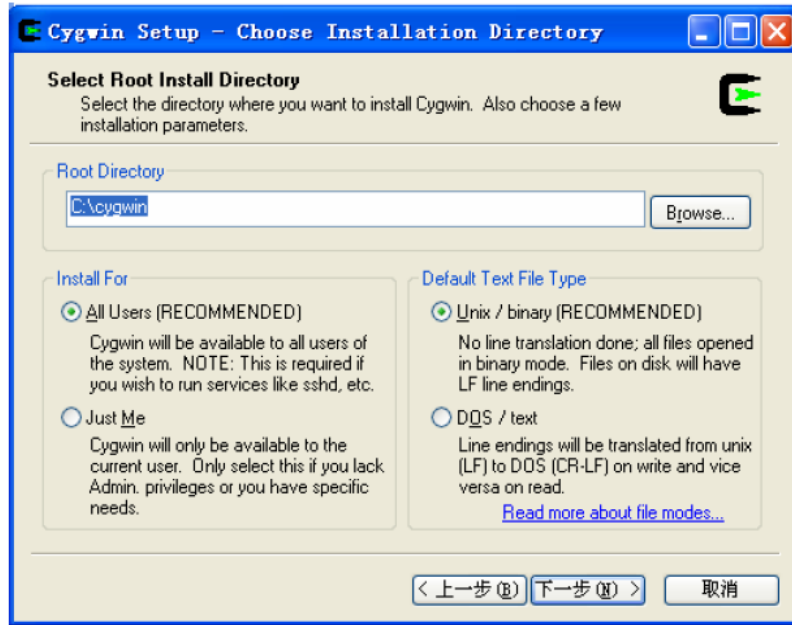 Cygwin Setup - Choose Installation Directory
Select Root Install Directory
Select the directory where you want to install Cygwin. Also choose a few
installation parameters.
Root Directory
C:\cygwin
Browse...
Install For
All Users (RECOMMENDED)
Cygwin will be available to all users of
the system. NOTE: This is required if
you wish to run services like sshd, etc.
Just Me
Cygwin will only be available to the
current user. Only select this if you lack
Admin. privileges or you have specific
needs.
Default Text File Type
Unix / binary (RECOMMENDED)
No line translation done; all files opened
in binary mode. Files on disk will have
LF line endings.
DOS / text
Line endings will be translated from unix
(LF) to DOS (CR-LF) on write and vice
versa on read.
Read more about file modes...
< 上一步(B)
下一步(N) >
取消